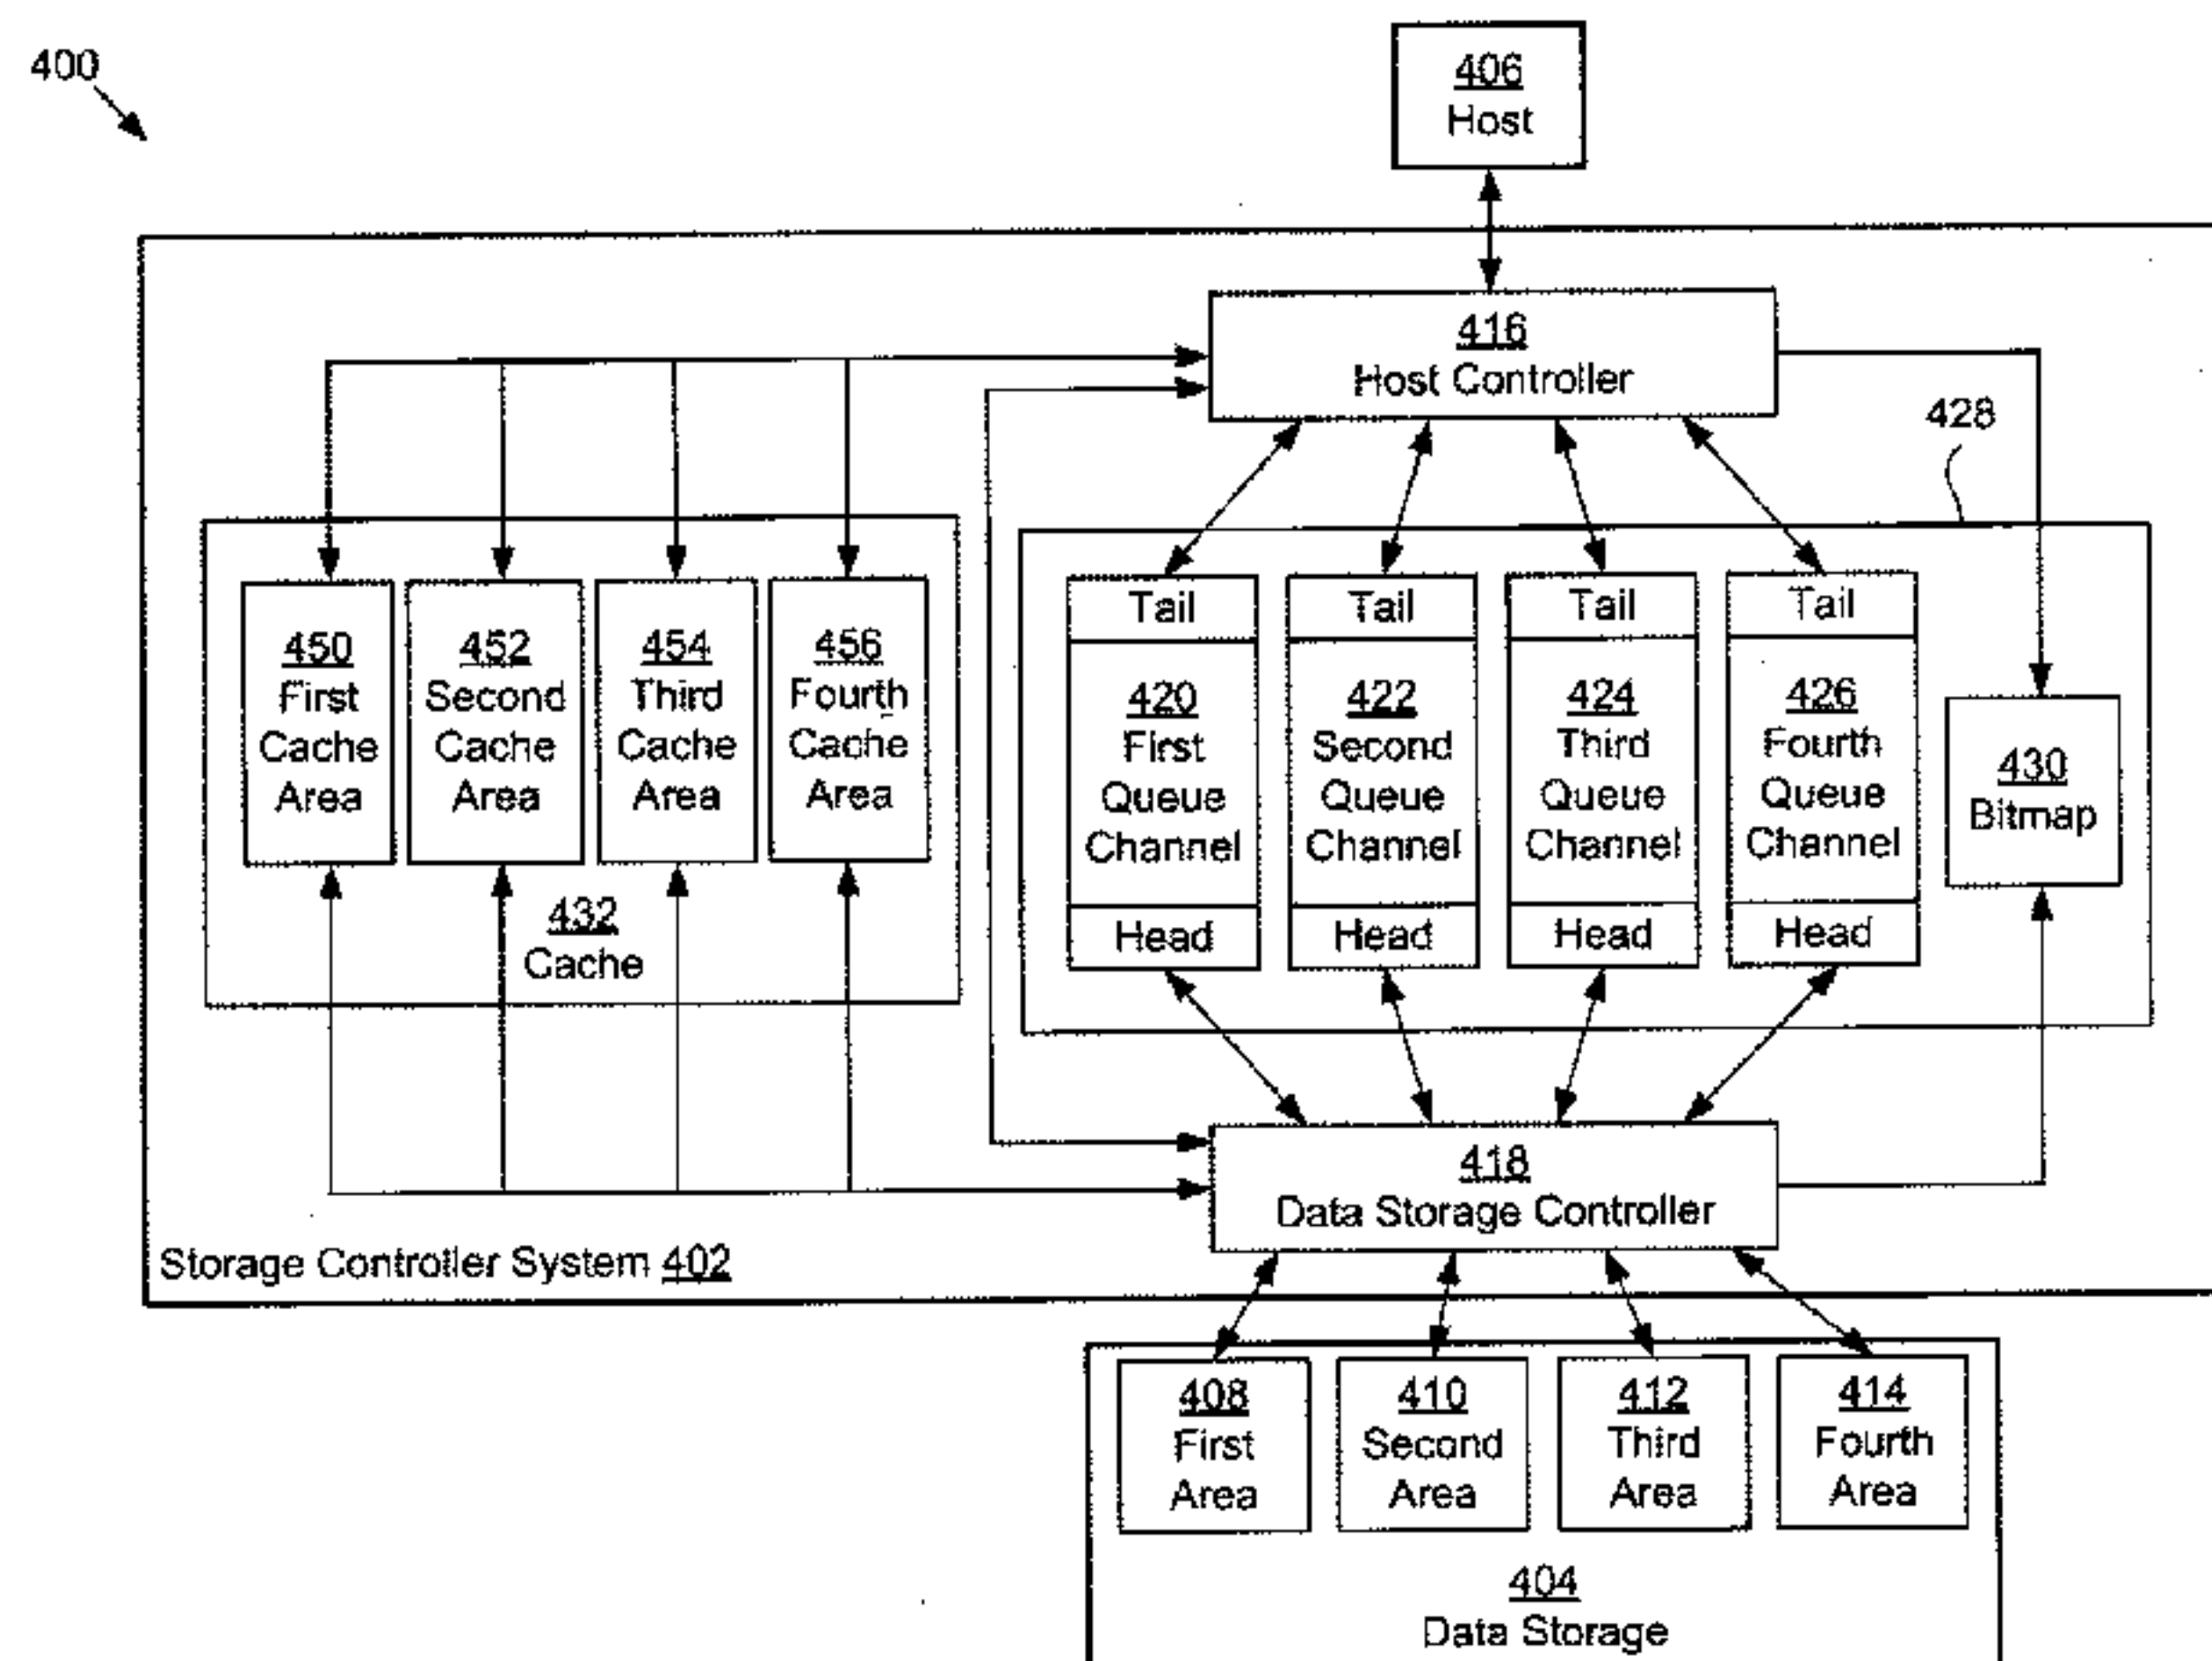 400
406
Host
416
Host Controller
428
450
First
Cache
Area
452
Second
Cache
Area
454
Third
Cache
Area
456
Fourth
Cache
Area
432
Cache
Tail
420
First
Queue
Channel
Head
Tail
422
Second
Queue
Channel
Head
Tail
424
Third
Queue
Channel
Head
Tail
426
Fourth
Queue
Channel
Head
430
Bitmap
418
Data Storage Controller
Storage Controller System 402
408
First
Area
410
Second
Area
412
Third
Area
414
Fourth
Area
404
Data Storage